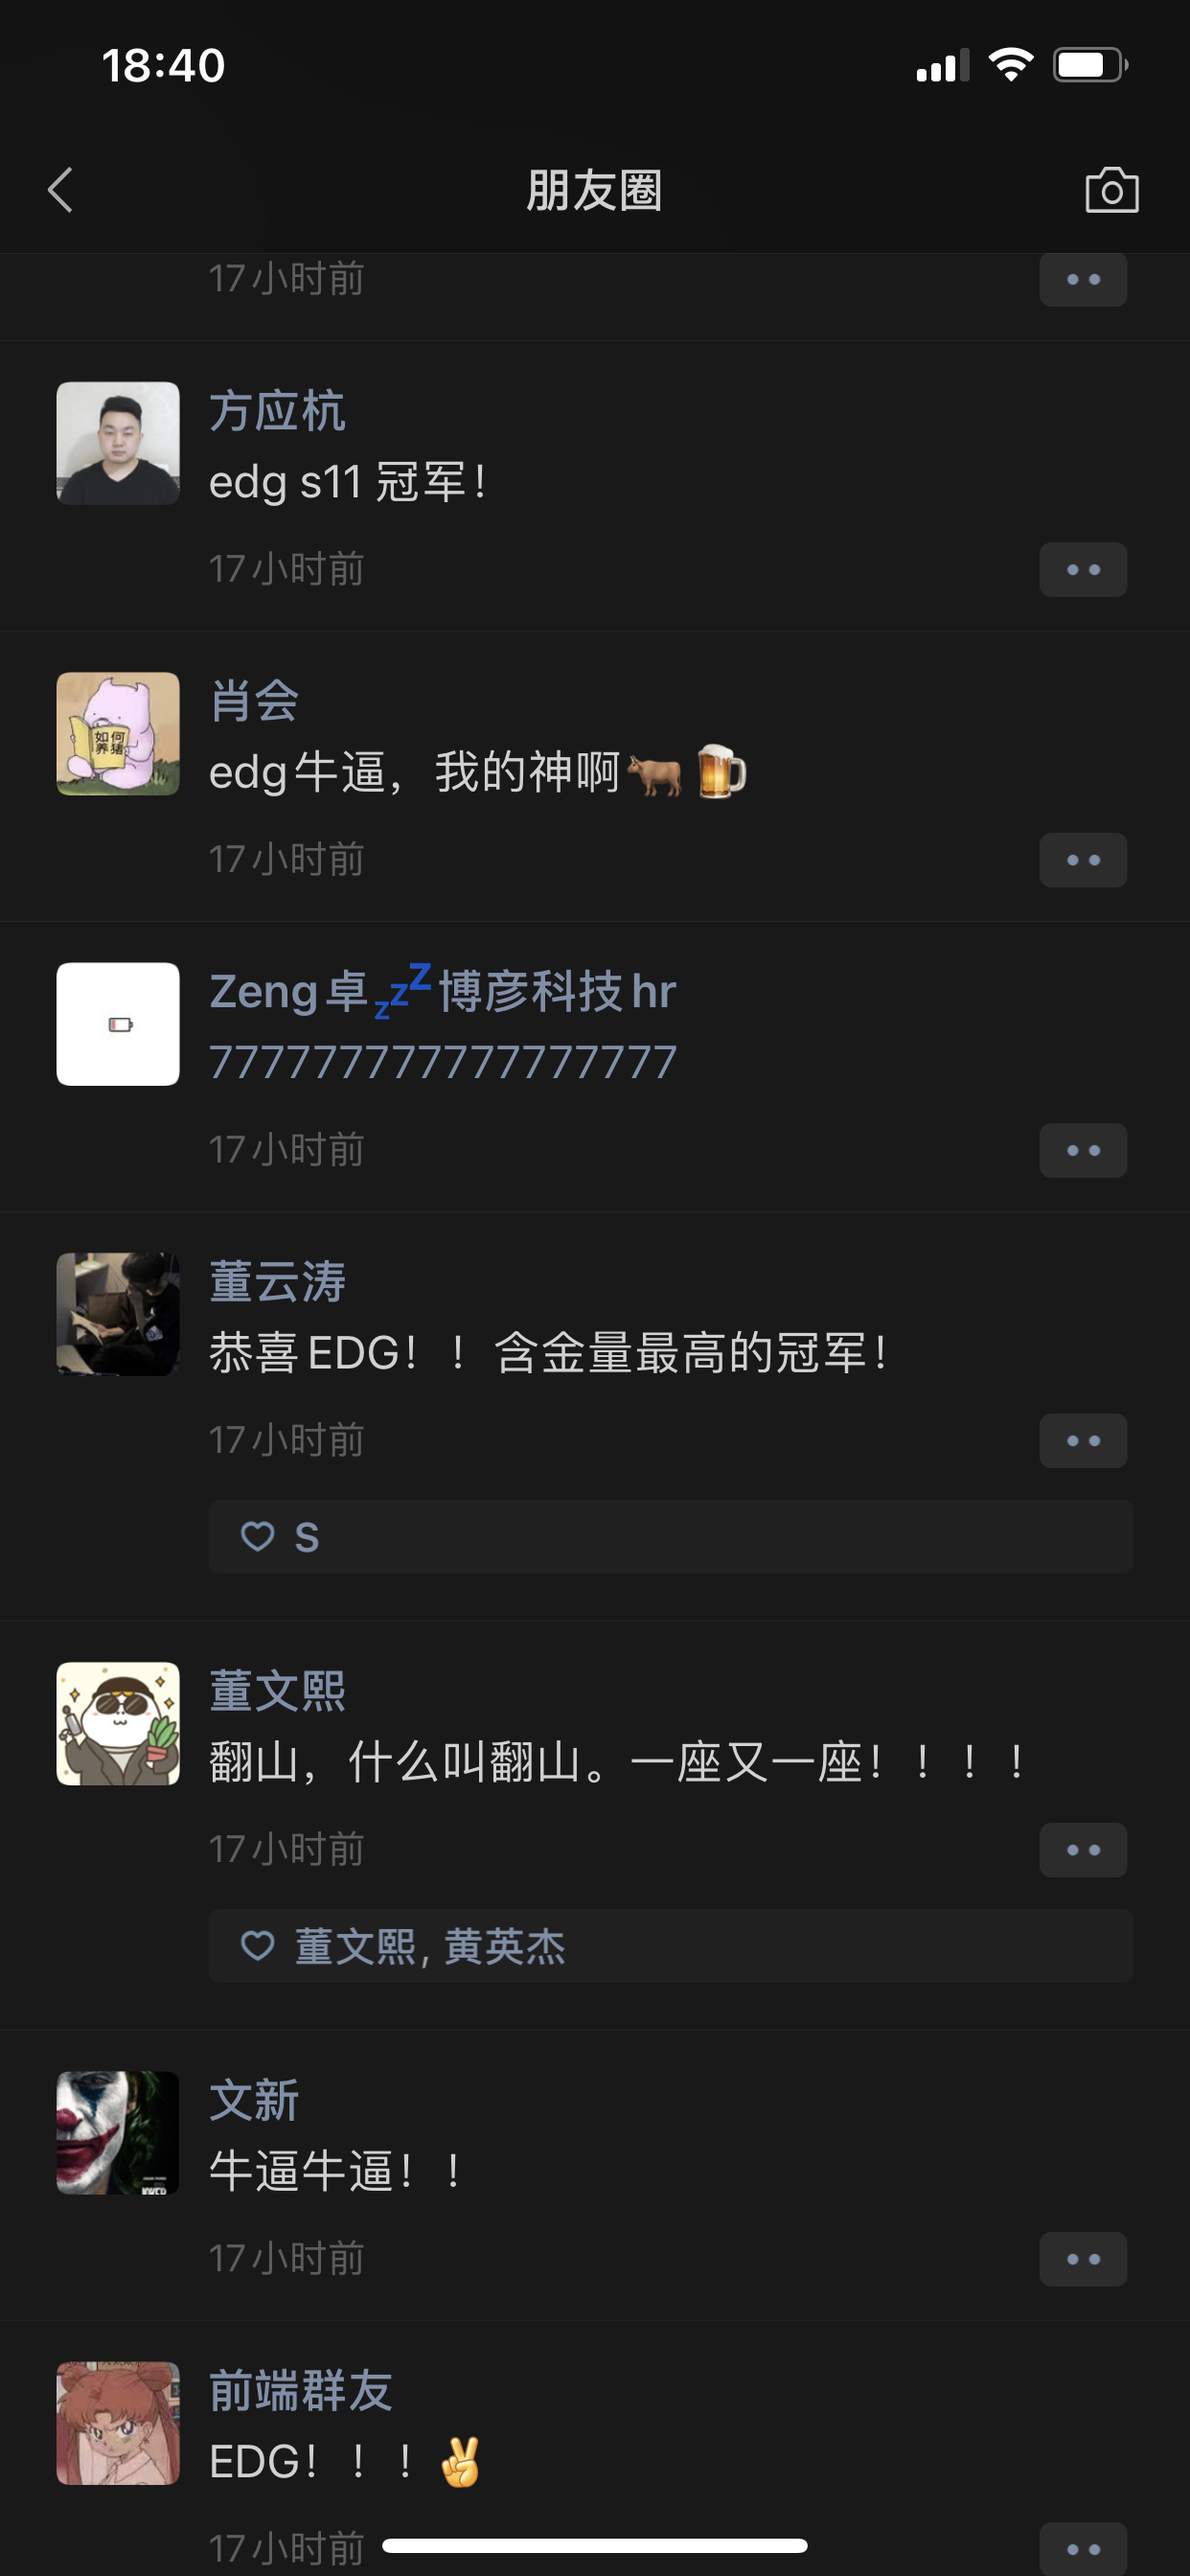 18:40
朋友圈
17小时前
方应杭
edg s11 冠军！
17小时前
如何
养猪
肖会
edg牛逼，我的神啊🐂🍺
17小时前
Zeng卓💤博彦科技hr
777777777777777777
17小时前
董云涛
恭喜EDG！！含金量最高的冠军！
17小时前
S
董文熙
翻山，什么叫翻山。一座又一座！！！！
17小时前
董文熙, 黄英杰
JOKER
文新
牛逼牛逼！！
17小时前
前端群友
EDG！！！✌️
17小时前